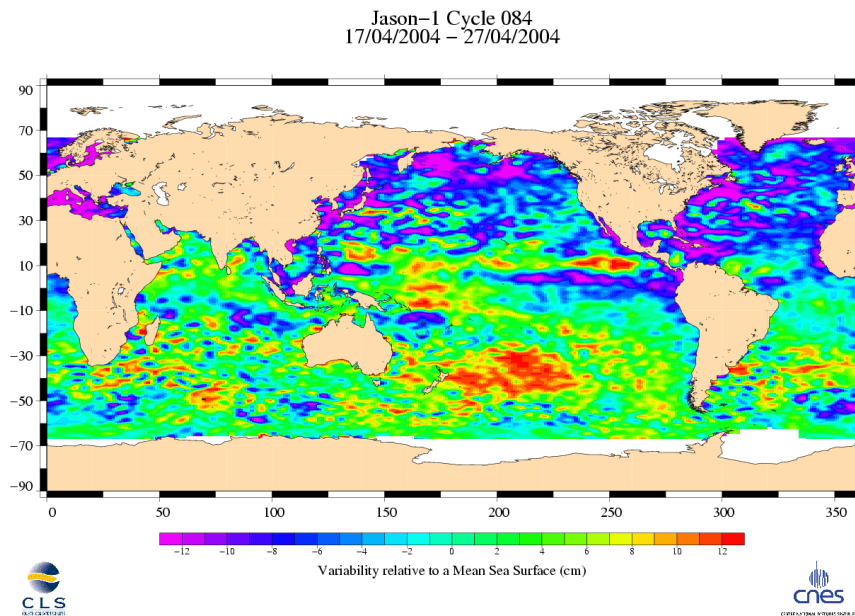 Jason−1 Cycle 084
17/04/2004 − 27/04/2004
90
70
50
30
10
−10
−30
−50
−70
−90
0 50 100 150 200 250 300 350
−12 −10 −8 −6 −4 −2 0 2 4 6 8 10 12
Variability relative to a Mean Sea Surface (cm)
CLS
cnes